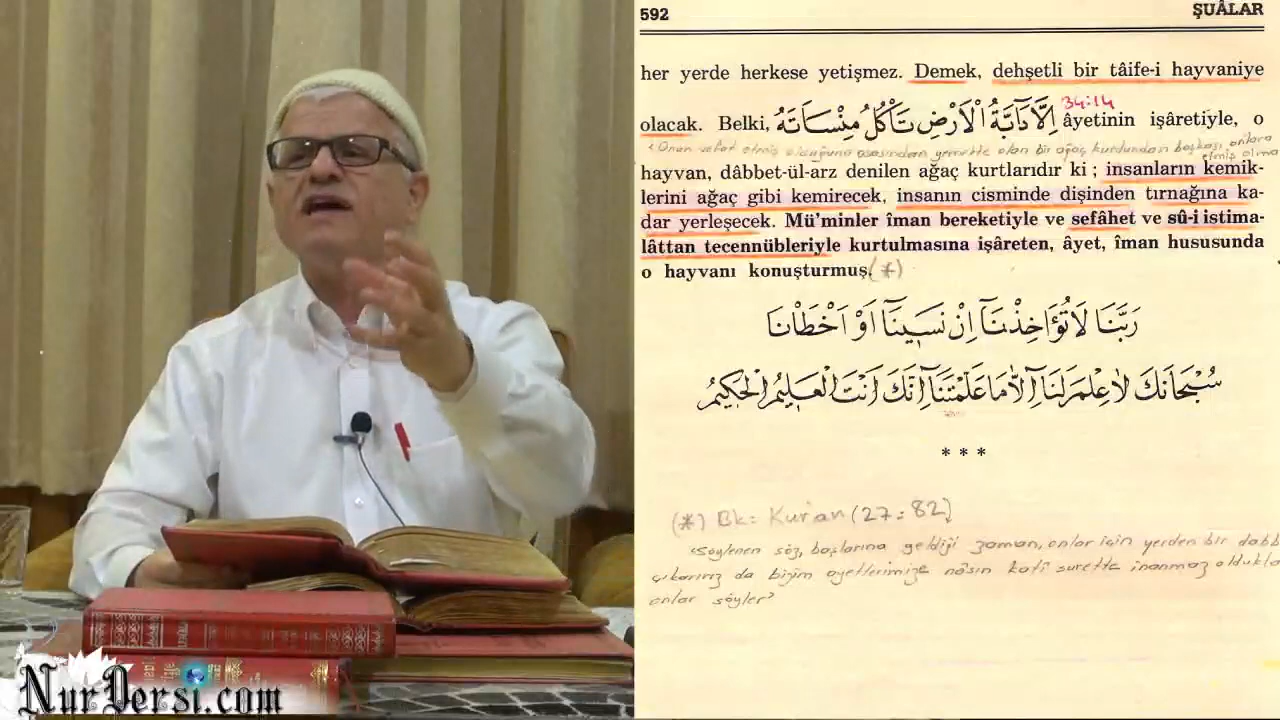 592 ŞUÂLAR
her yerde herkese yetişmez. Demek, dehşetli bir tâife-i hayvaniye
34:14
olacak. Belki, اِلَّا دَٓابَّةُ الْاَرْضِ تَاْكُلُ مِنْسَاَتَهُ âyetinin işâretiyle, o
hayvan, dâbbet-ül-arz denilen ağaç kurtlarıdır ki ; insanların kemik-
lerini ağaç gibi kemirecek, insanın cisminde dişinden tırnağına ka-
dar yerleşecek. Mü'minler îman bereketiyle ve sefâhet ve sû-i istima-
lâttan tecennübleriyle kurtulmasına işâreten, âyet, îman hususunda
o hayvanı konuşturmuş. (*)
رَبَّنَا لَا تُؤَاخِذْنَٓا اِنْ نَسٖينَٓا اَوْ اَخْطَاْنَا
سُبْحَانَكَ لَا عِلْمَ لَنَٓا اِلَّا مَا عَلَّمْتَنَٓا اِنَّكَ اَنْتَ الْعَلٖيمُ الْحَكٖيمُ
* * *
(*) Bk: Kur'an (27:82)
"Söylenen söz, başlarına geldiği zaman, onlar için yerden bir dabb
çıkarırız da bizim ayetlerimize nâsın kat'î surette inanmaz oldukla
onlar söyler"
NurDersi.com